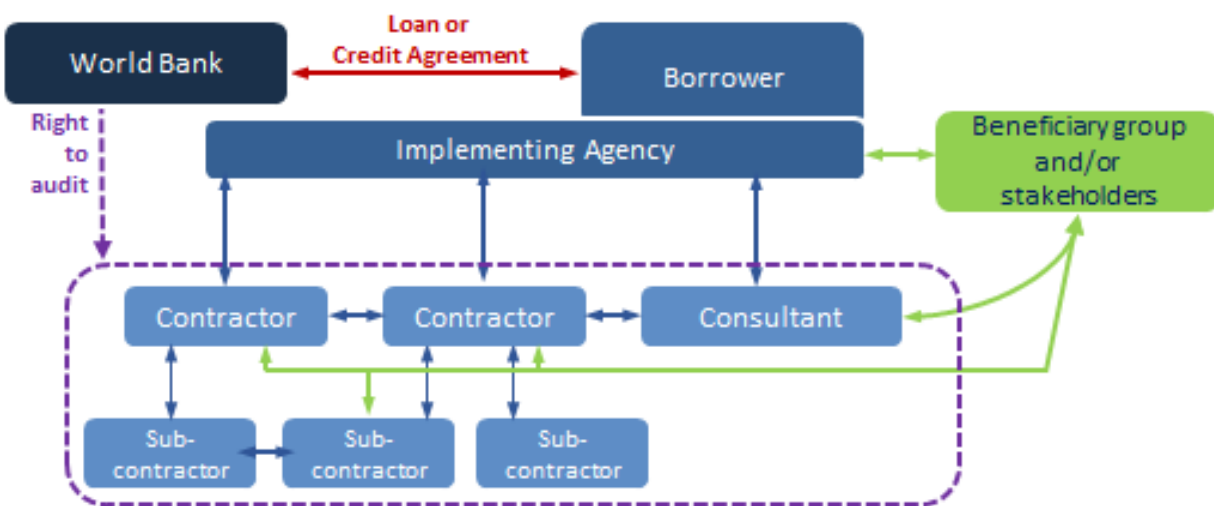 Loan or
Credit Agreement
World Bank
Borrower
Right
to
audit
Implementing Agency
Beneficiary group
and/or
stakeholders
Contractor
Contractor
Consultant
Sub-
contractor
Sub-
contractor
Sub-
contractor